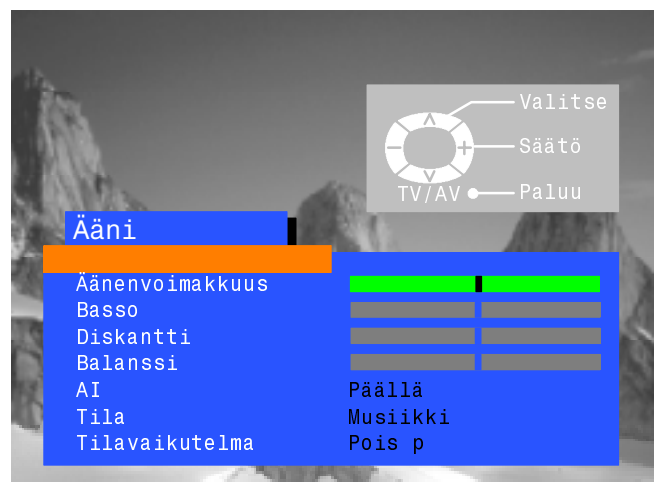 Valitse
Säätö
TV/AV Paluu
Ääni
Äänenvoimakkuus
Basso
Diskantti
Balanssi
AI Päällä
Tila Musiikki
Tilavaikutelma Pois p